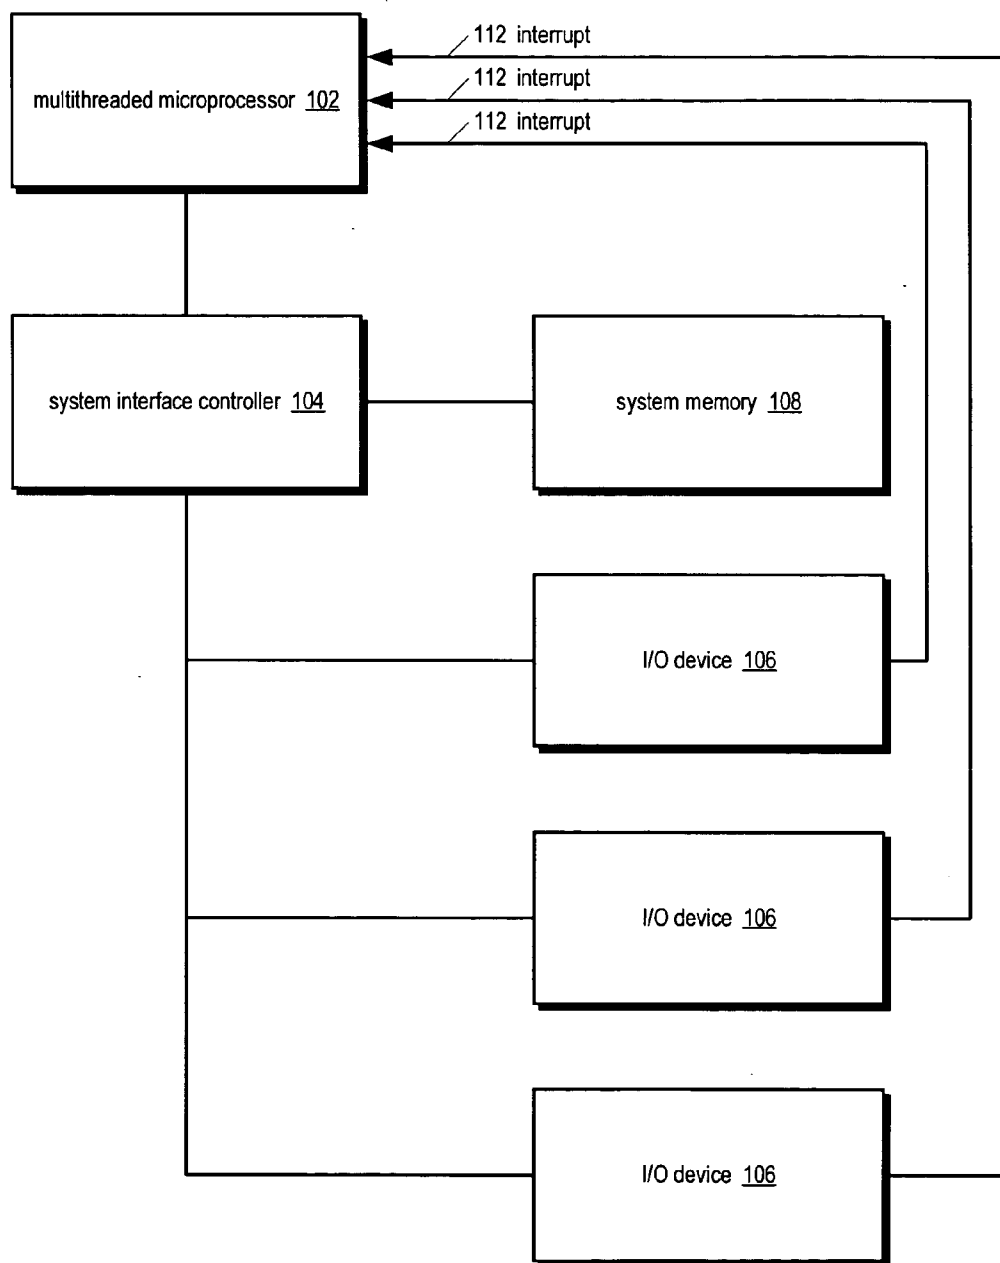 112 interrupt
112 interrupt
multithreaded microprocessor 102
112 interrupt
system interface controller 104
system memory 108
I/O device 106
I/O device 106
I/O device 106